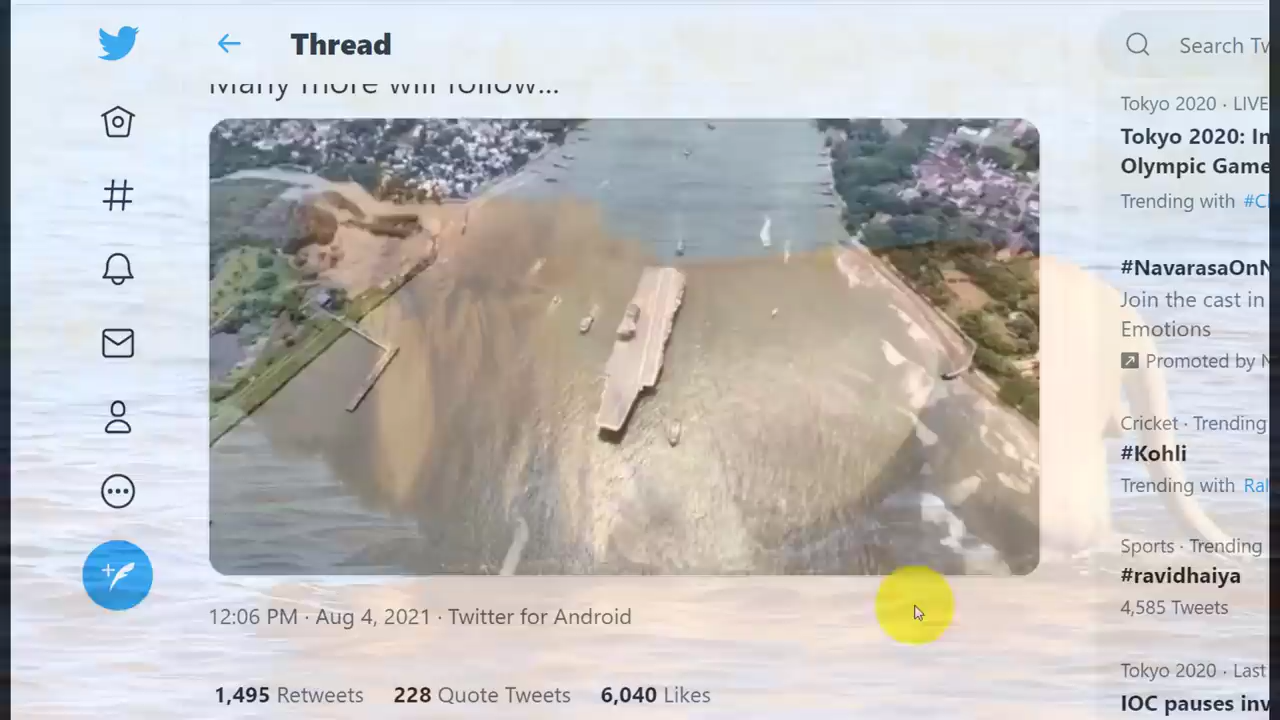 Thread
Many more will follow...
12:06 PM · Aug 4, 2021 · Twitter for Android
1,495 Retweets 228 Quote Tweets 6,040 Likes
Search Tw
Tokyo 2020 · LIVE
Tokyo 2020: In
Olympic Game
Trending with #C
#NavarasaOnN
Join the cast in
Emotions
Promoted by N
Cricket · Trending
#Kohli
Trending with Ral
Sports · Trending
#ravidhaiya
4,585 Tweets
Tokyo 2020 · Last
IOC pauses inv